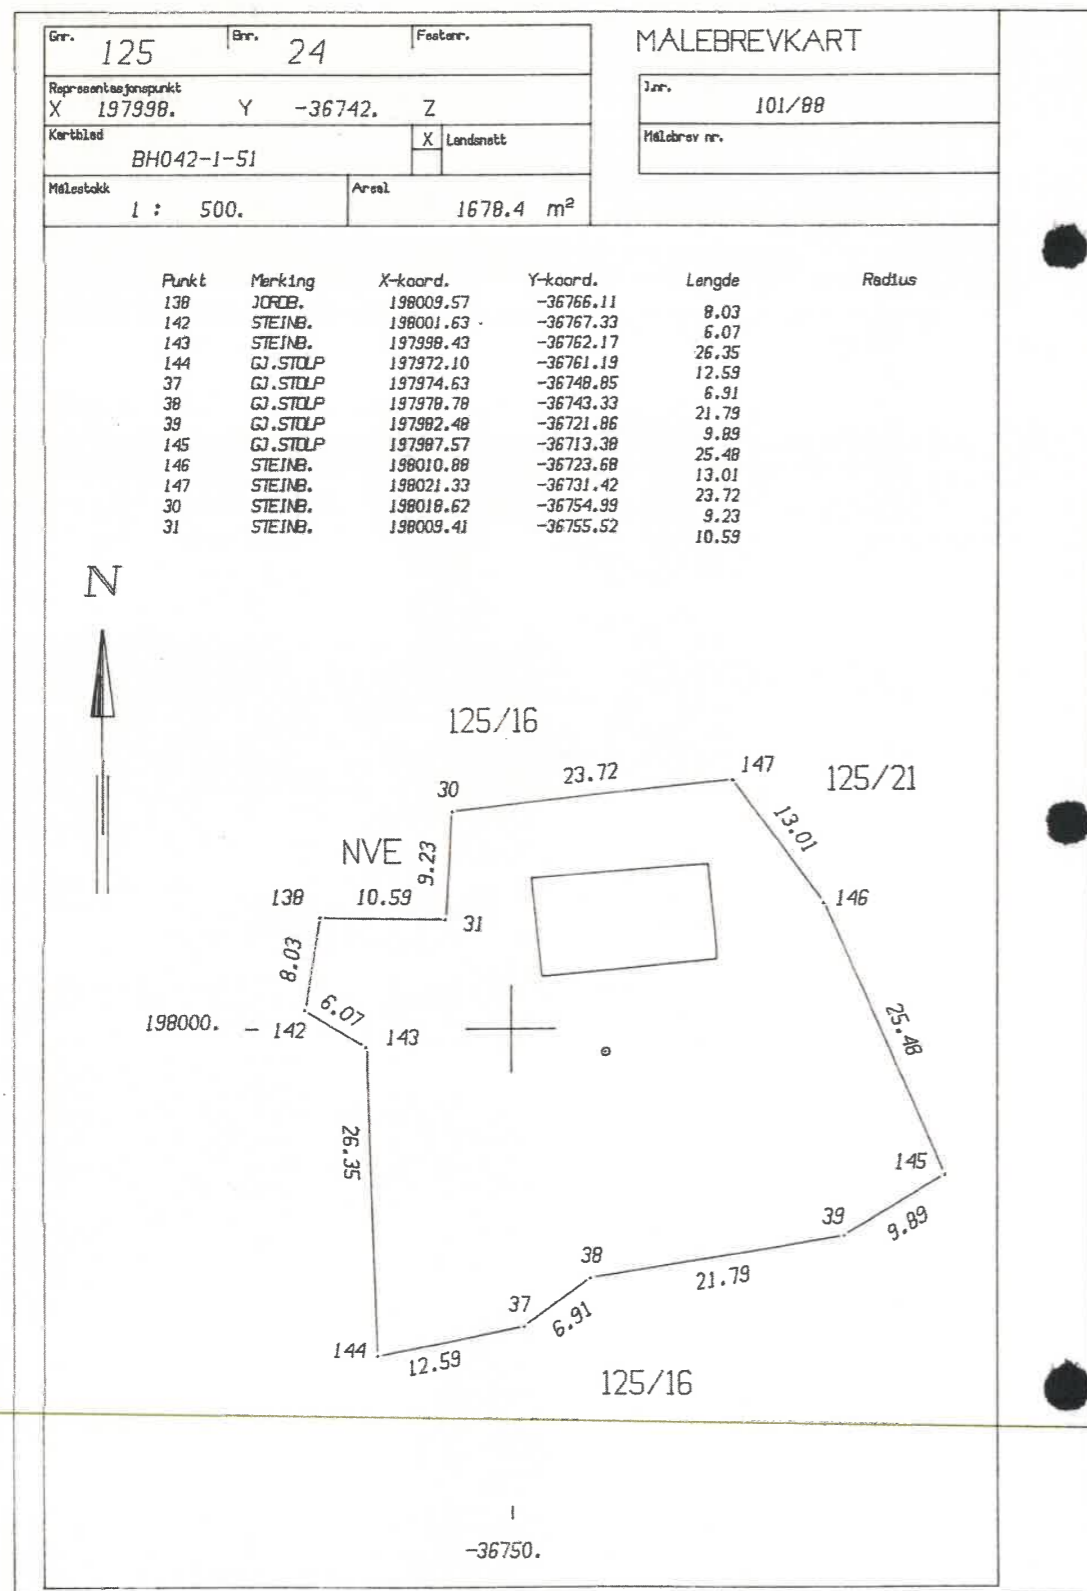 MÅLEBREVKART
Gnr. 125 Bnr. 24 Festenr.
Representasjonspunkt
X 197998. Y -36742. Z
Kartblad
BH042-1-51
X Landsnett
Målestokk
1 : 500.
Areal
1678.4 m²
J.nr.
101/88
Målebrev nr.
Punkt Merking X-koord. Y-koord. Lengde Radius
138 JORDB. 198009.57 -36766.11
8.03
142 STEINB. 198001.63 -36767.33
6.07
143 STEINB. 197998.43 -36762.17
26.35
144 GJ.STOLP 197972.10 -36761.19
12.59
37 GJ.STOLP 197974.63 -36748.85
6.91
38 GJ.STOLP 197978.78 -36743.33
21.79
39 GJ.STOLP 197982.48 -36721.86
9.89
145 GJ.STOLP 197987.57 -36713.38
25.48
146 STEINB. 198010.88 -36723.68
13.01
147 STEINB. 198021.33 -36731.42
23.72
30 STEINB. 198018.62 -36754.99
9.23
31 STEINB. 198009.41 -36755.52
10.59
N
125/16
23.72
147
125/21
30
13.01
NVE
9.23
138
10.59
31
146
8.03
6.07
198000. –
142
143
25.48
26.35
145
39
9.89
38
21.79
37
6.91
144
12.59
125/16
-36750.